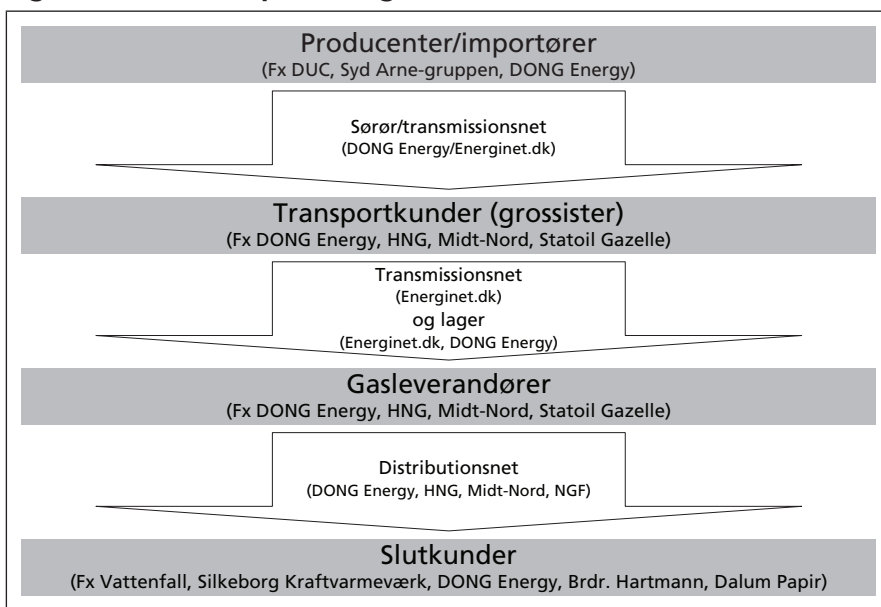 Producenter/importører
(Fx DUC, Syd Arne-gruppen, DONG Energy)
Sørør/transmissionsnet
(DONG Energy/Energinet.dk)
Transportkunder (grossister)
(Fx DONG Energy, HNG, Midt-Nord, Statoil Gazelle)
Transmissionsnet
(Energinet.dk)
og lager
(Energinet.dk, DONG Energy)
Gasleverandører
(Fx DONG Energy, HNG, Midt-Nord, Statoil Gazelle)
Distributionsnet
(DONG Energy, HNG, Midt-Nord, NGF)
Slutkunder
(Fx Vattenfall, Silkeborg Kraftvarmeværk, DONG Energy, Brdr. Hartmann, Dalum Papir)